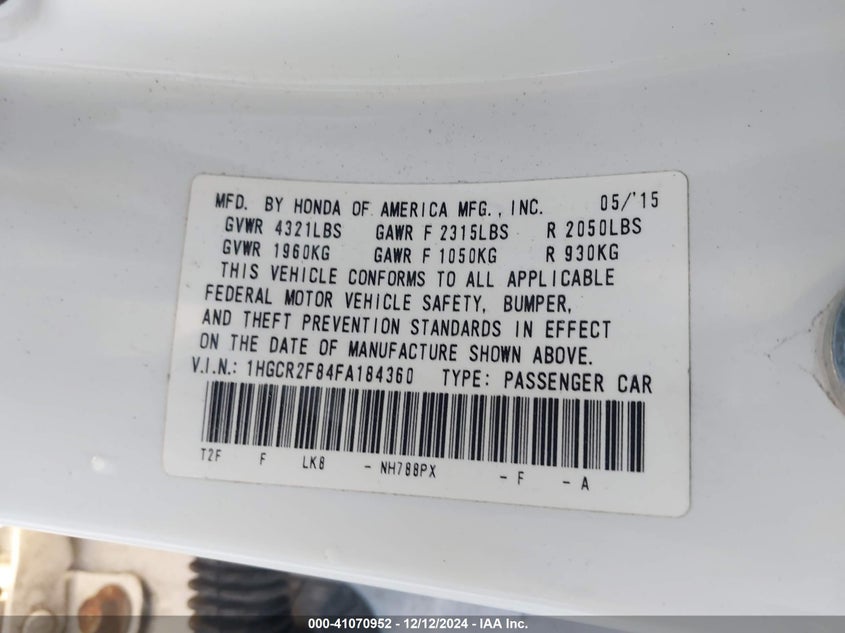 MFD. BY HONDA OF AMERICA MFG., INC. 05/'15
GVWR 4321LBS GAWR F 2315LBS R 2050LBS
GVWR 1960KG GAWR F 1050KG R 930KG
THIS VEHICLE CONFORMS TO ALL APPLICABLE
FEDERAL MOTOR VEHICLE SAFETY, BUMPER,
AND THEFT PREVENTION STANDARDS IN EFFECT
ON THE DATE OF MANUFACTURE SHOWN ABOVE.
V.I.N.: 1HGCR2F84FA184360 TYPE: PASSENGER CAR
T2F F LK8 - NH788PX - F - A
000-41070952 - 12/12/2024 - IAA Inc.